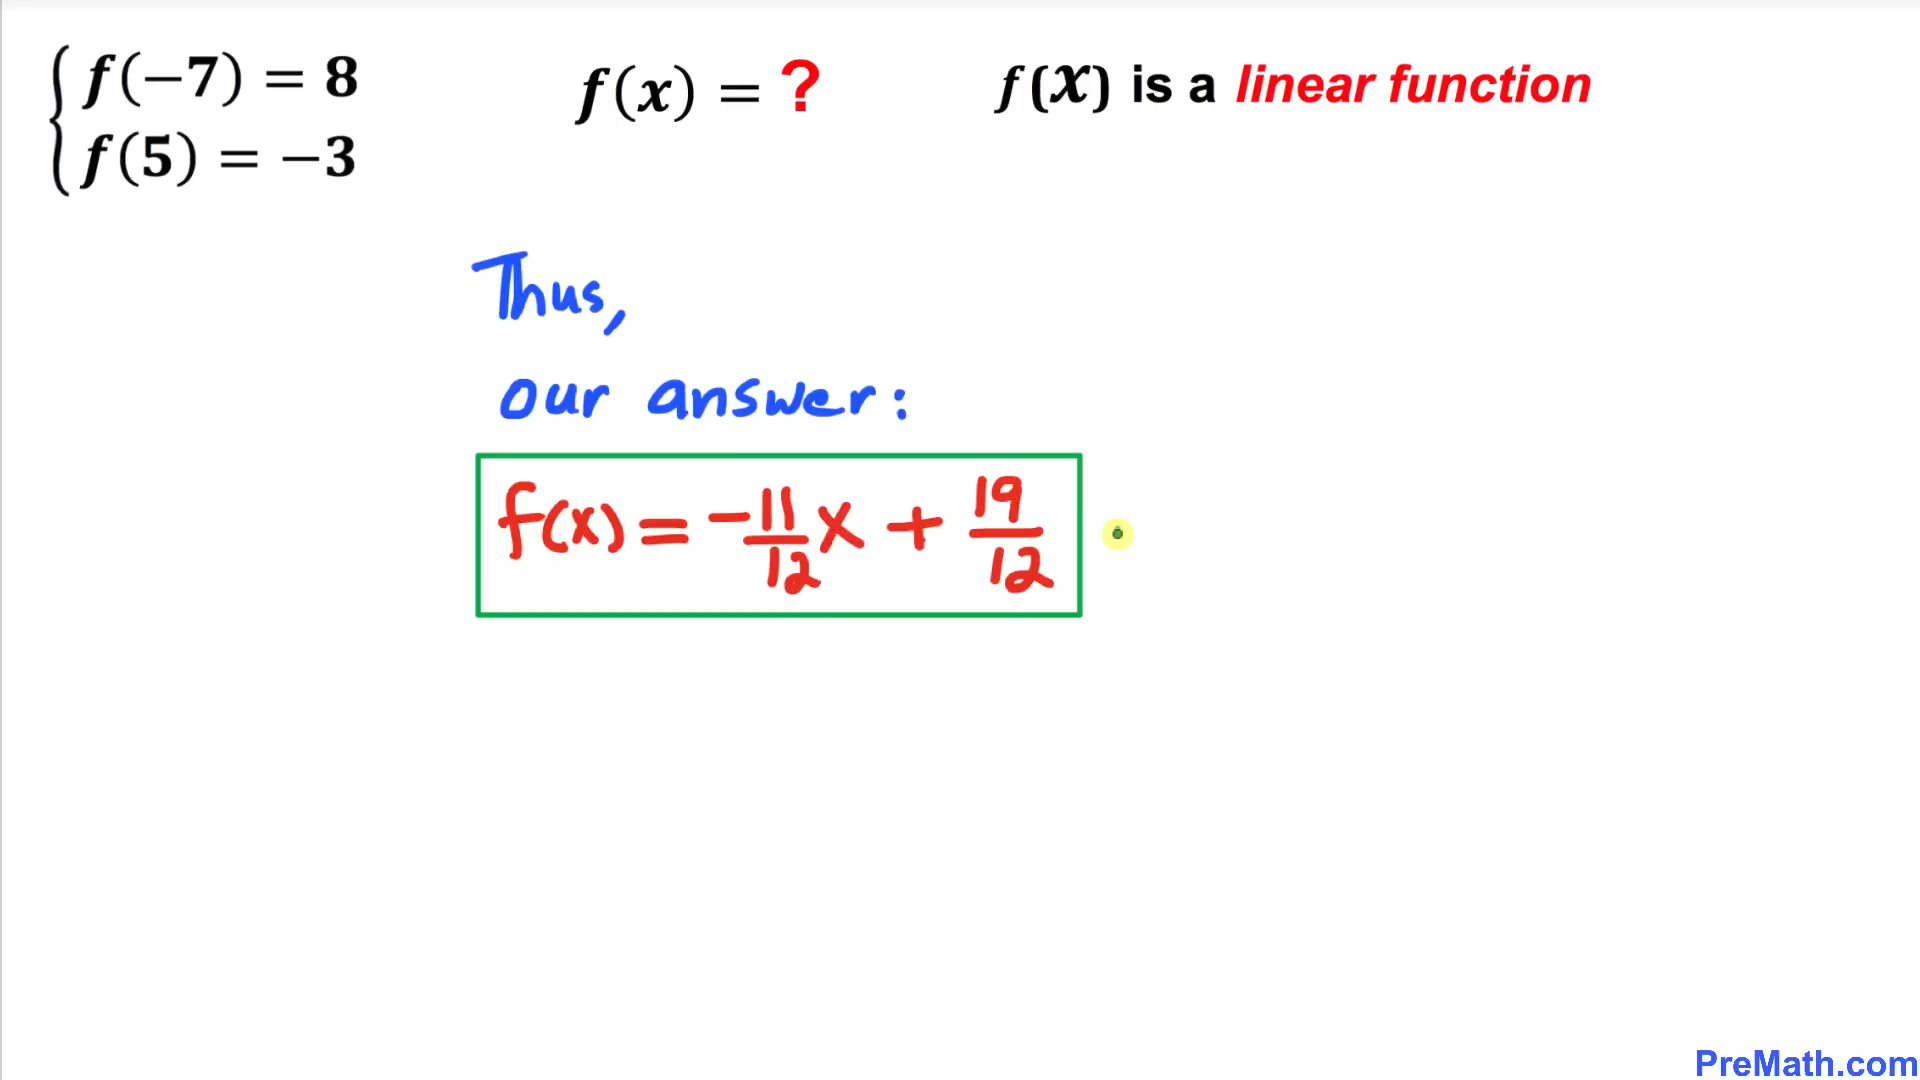 f(−7) = 8
f(5) = −3
f(x) = ?
f(x) is a linear function
Thus,
our answer:
f(x) = -11/12 x + 19/12
PreMath.com